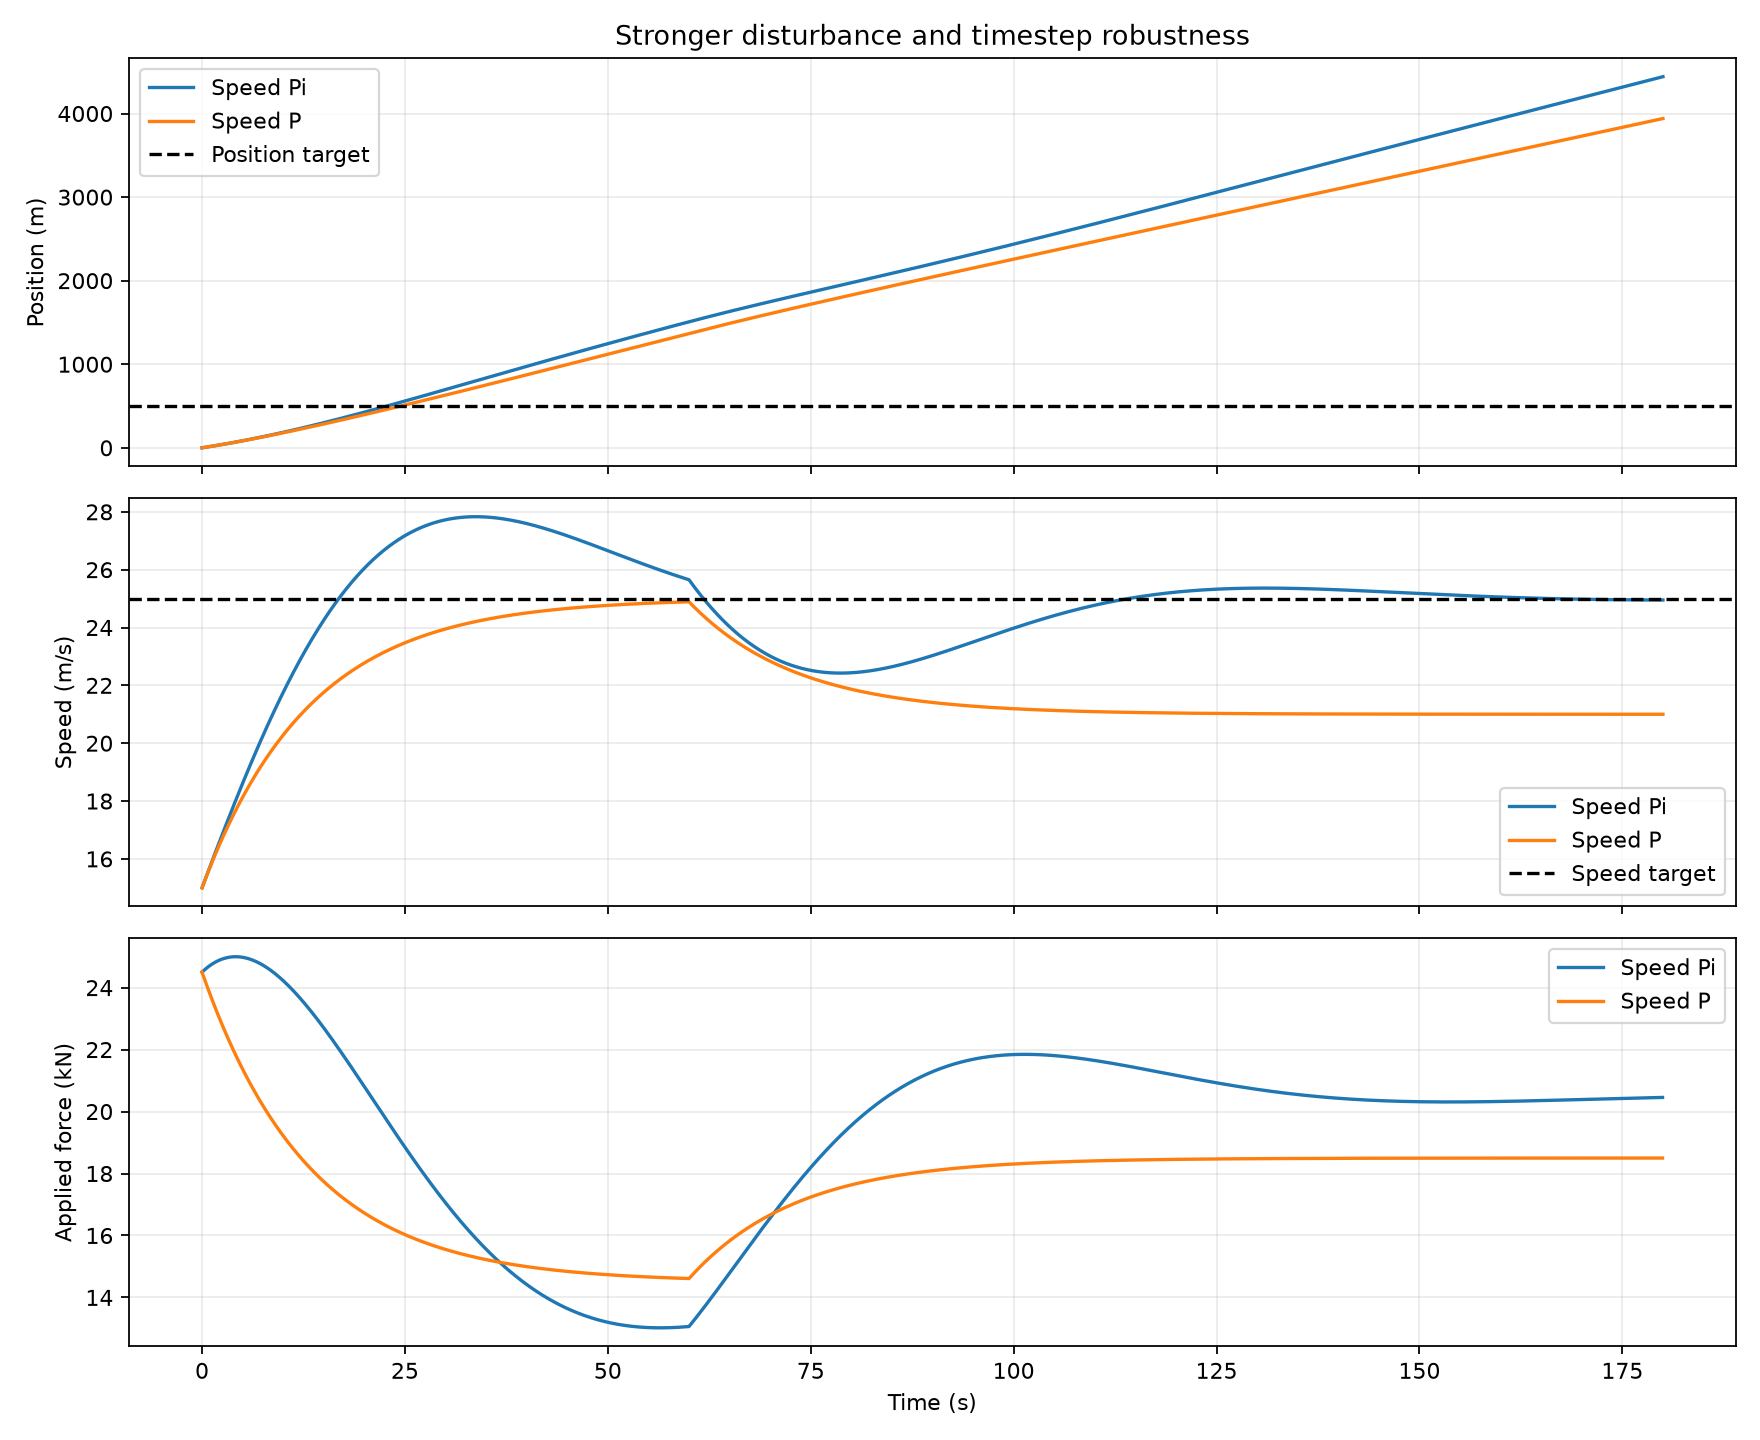 Stronger disturbance and timestep robustness
Speed Pi
Speed P
Position target
4000
3000
2000
1000
0
Position (m)
28
26
24
22
20
18
16
Speed (m/s)
Speed Pi
Speed P
Speed target
24
22
20
18
16
14
Applied force (kN)
Speed Pi
Speed P
0 25 50 75 100 125 150 175
Time (s)